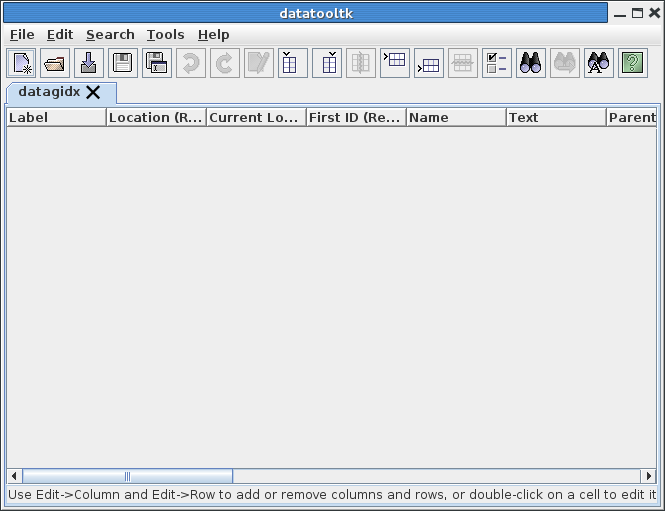 datatooltk
File Edit Search Tools Help
datagidx
Label Location (R... Current Lo... First ID (Re... Name Text Parent
Use Edit->Column and Edit->Row to add or remove columns and rows, or double-click on a cell to edit it